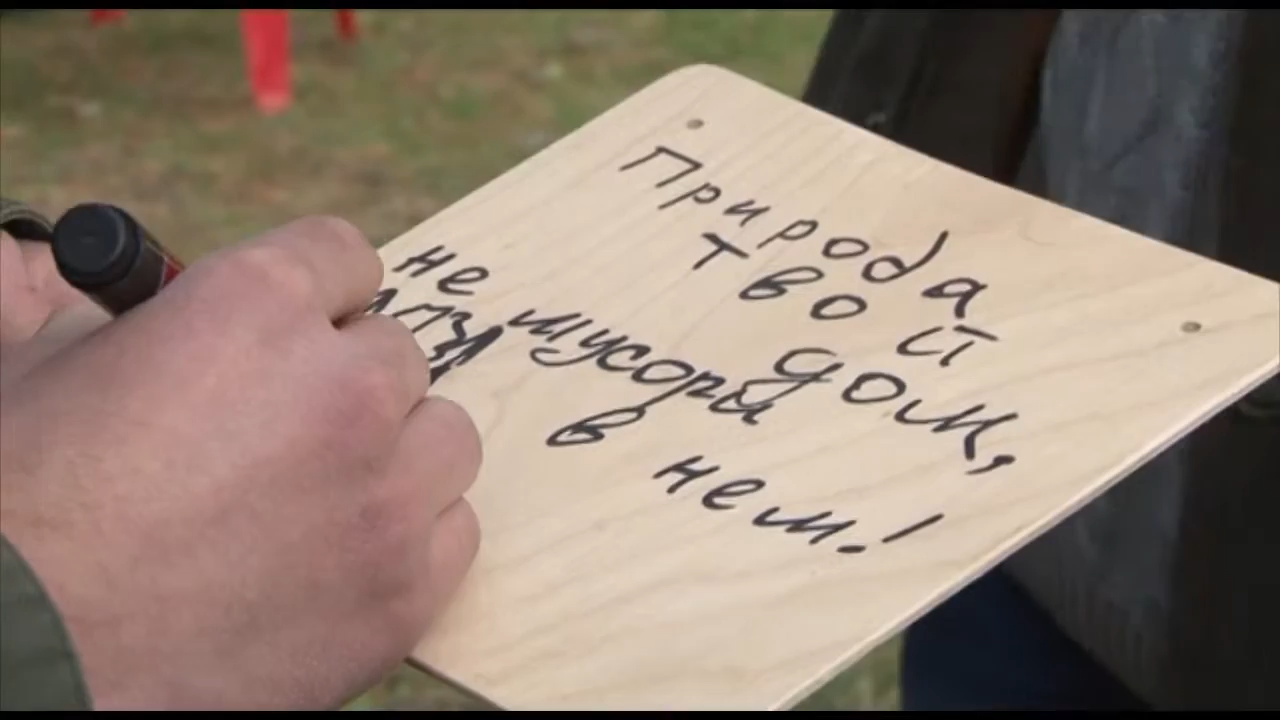 Природа
твой
дом,
не мусори
в нем!